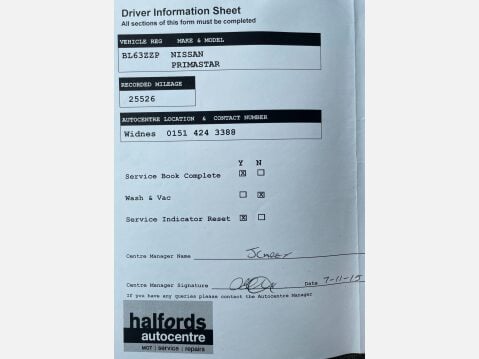 Driver Information Sheet
All sections of this form must be completed
VEHICLE REG MAKE & MODEL
BL63ZZP NISSAN
PRIMASTAR
RECORDED MILEAGE
25526
AUTOCENTRE LOCATION & CONTACT NUMBER
Widnes 0151 424 3388
Y N
Service Book Complete
Wash & Vac
Service Indicator Reset
Centre Manager Name
Centre Manager Signature Date 7-11-15
If you have any queries please contact the Autocentre Manager
halfords
autocentre
MOT | service | repairs